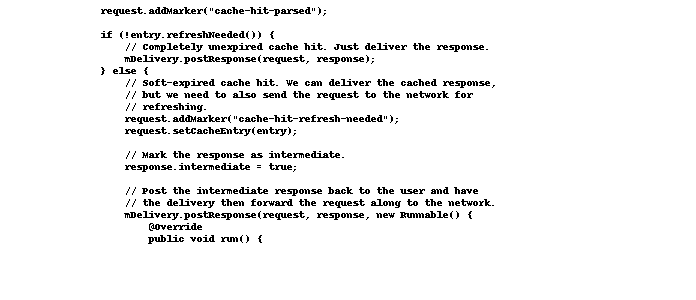 request.addMarker("cache-hit-parsed");
if (!entry.refreshNeeded()) {
// Completely unexpired cache hit. Just deliver the response.
mDelivery.postResponse(request, response);
} else {
// Soft-expired cache hit. We can deliver the cached response,
// but we need to also send the request to the network for
// refreshing.
request.addMarker("cache-hit-refresh-needed");
request.setCacheEntry(entry);
// Mark the response as intermediate.
response.intermediate = true;
// Post the intermediate response back to the user and have
// the delivery then forward the request along to the network.
mDelivery.postResponse(request, response, new Runnable() {
@Override
public void run() {